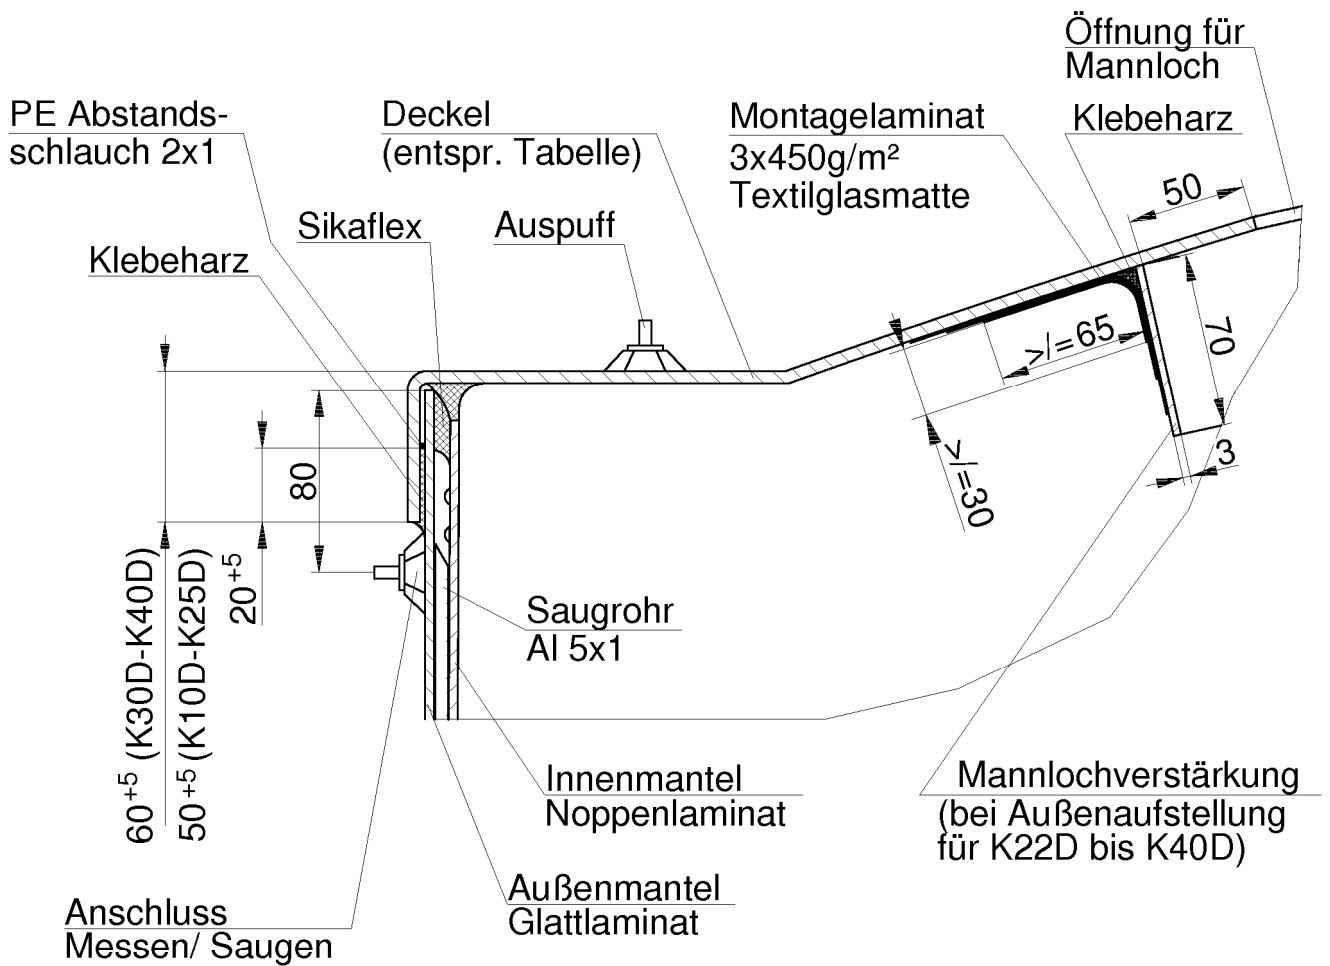 Öffnung für
Mannloch
PE Abstands-
schlauch 2x1
Deckel
(entspr. Tabelle)
Montagelaminat
3x450g/m²
Textilglasmatte
Klebeharz
Sikaflex
Auspuff
Klebeharz
50
>/=65
70
3
>/=30
80
20+5
60+5 (K30D-K40D)
50+5 (K10D-K25D)
Saugrohr
Al 5x1
Innenmantel
Noppenlaminat
Mannlochverstärkung
(bei Außenaufstellung
für K22D bis K40D)
Außenmantel
Glattlaminat
Anschluss
Messen/ Saugen